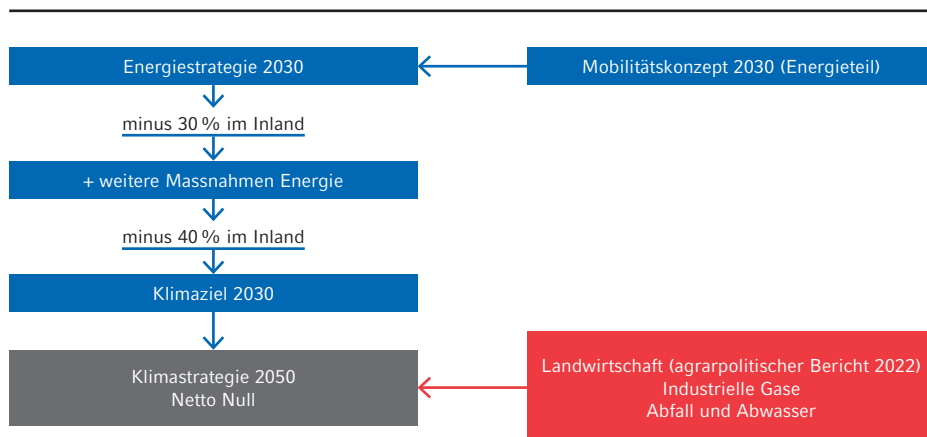 Energiestrategie 2030
Mobilitätskonzept 2030 (Energieteil)
minus 30 % im Inland
+ weitere Massnahmen Energie
minus 40 % im Inland
Klimaziel 2030
Klimastrategie 2050
Netto Null
Landwirtschaft (agrarpolitischer Bericht 2022)
Industrielle Gase
Abfall und Abwasser